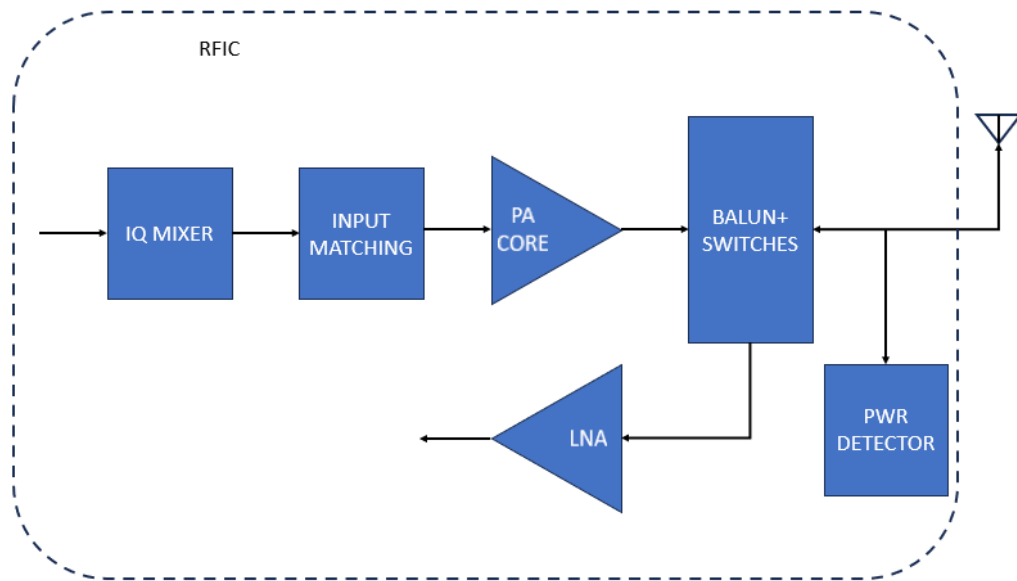 RFIC
IQ MIXER
INPUT
MATCHING
PA
CORE
BALUN+
SWITCHES
LNA
PWR
DETECTOR